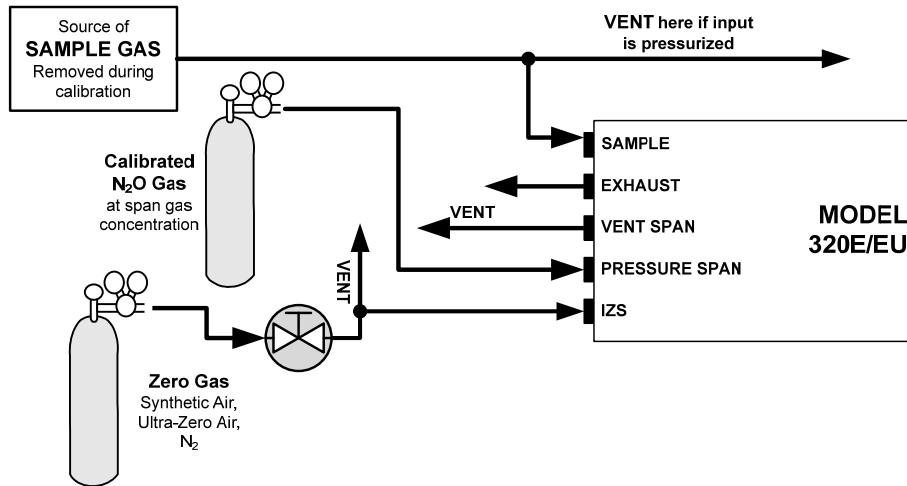 Source of
SAMPLE GAS
Removed during
calibration
VENT here if input
is pressurized
Calibrated
N₂O Gas
at span gas
concentration
SAMPLE
EXHAUST
VENT
VENT SPAN
MODEL
320E/EU
PRESSURE SPAN
VENT
IZS
Zero Gas
Synthetic Air,
Ultra-Zero Air,
N₂